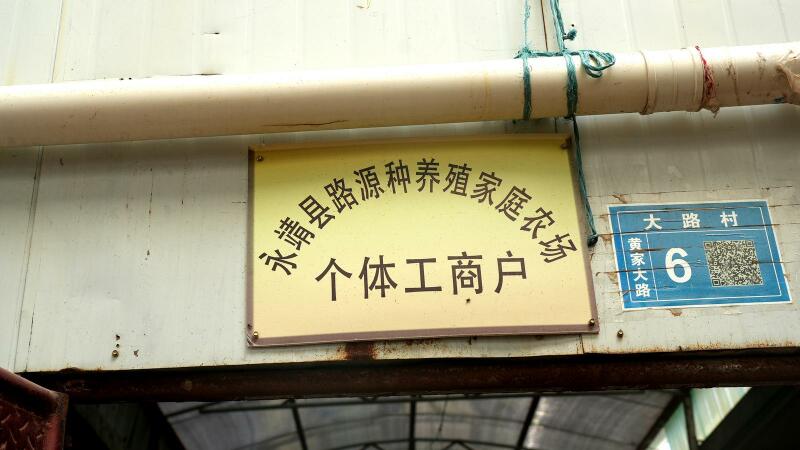 永靖县路源种养殖家庭农场
个体工商户
大路村
黄家大路
6